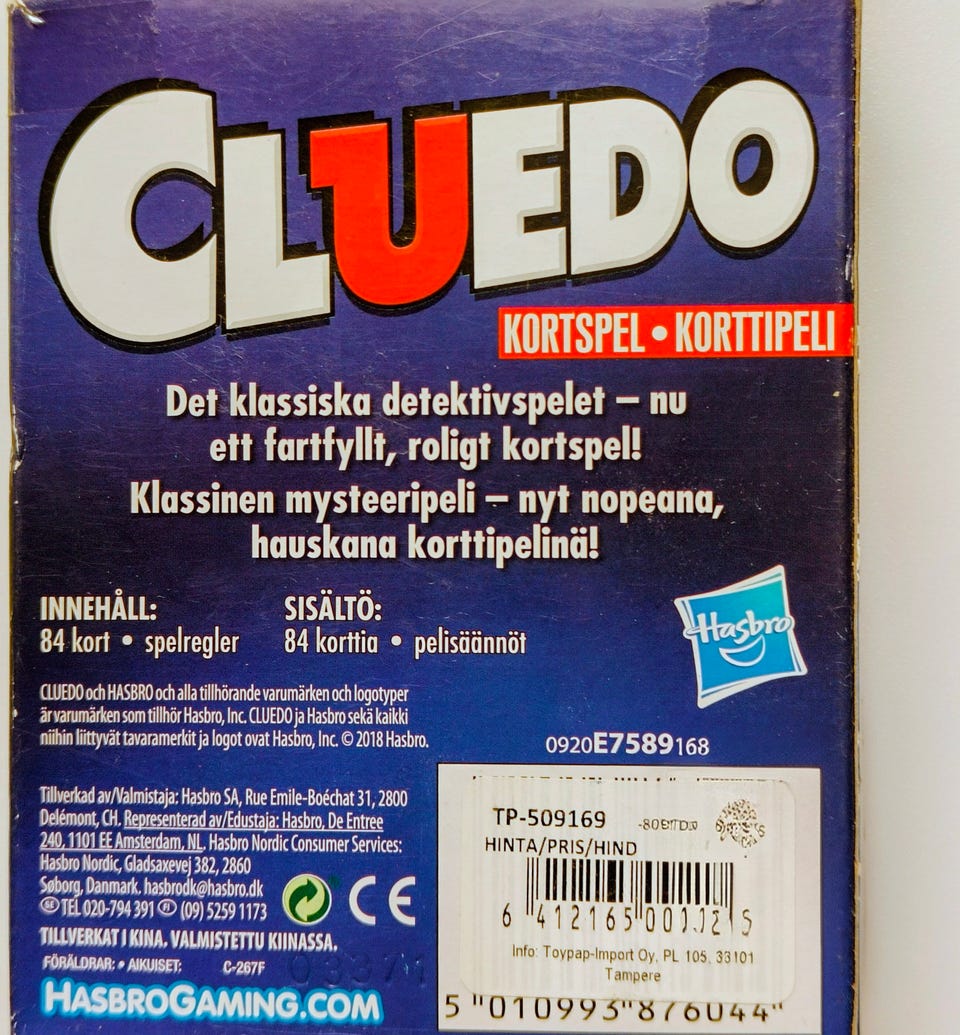 CLUEDO
KORTSPEL • KORTTIPELI
Det klassiska detektivspelet – nu
ett fartfyllt, roligt kortspel!
Klassinen mysteeripeli – nyt nopeana,
hauskana korttipelinä!
INNEHÅLL:
84 kort • spelregler
SISÄLTÖ:
84 korttia • pelisäännöt
Hasbro
CLUEDO och HASBRO och alla tillhörande varumärken och logotyper
är varumärken som tillhör Hasbro, Inc. CLUEDO ja Hasbro sekä kaikki
niihin liittyvät tavaramerkit ja logot ovat Hasbro, Inc. © 2018 Hasbro.
0920E7589168
Tillverkad av/Valmistaja: Hasbro SA, Rue Emile-Boéchat 31, 2800
Delémont, CH. Representerad av/Edustaja: Hasbro, De Entree
240, 1101 EE Amsterdam, NL. Hasbro Nordic Consumer Services:
Hasbro Nordic, Gladsaxevej 382, 2860
Søborg, Danmark. hasbrodk@hasbro.dk
SE TEL 020-794 391 FI (09) 5259 1173
TILLVERKAT I KINA. VALMISTETTU KIINASSA.
FÖRÄLDRAR: • AIKUISET: C-267F
HASBROGAMING.COM
CE
TP-509169
HINTA/PRIS/HIND
6 412165 00
Info: Toypap-Import Oy, PL 105, 33101
Tampere
5 "010993"876044"